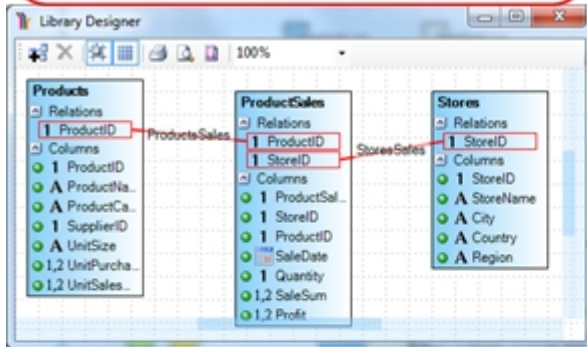 Library Designer
100%
Products
Relations
1 ProductID
Columns
1 ProductID
A ProductNa...
A ProductCa...
1 SupplierID
A UnitSize
1,2 UnitPurcha...
1,2 UnitSales...
ProductsSales
ProductSales
Relations
1 ProductID
1 StoreID
Columns
1 ProductSal...
1 StoreID
1 ProductID
SaleDate
1 Quantity
1,2 SaleSum
1,2 Profit
StoresSales
Stores
Relations
1 StoreID
Columns
1 StoreID
A StoreName
A City
A Country
A Region